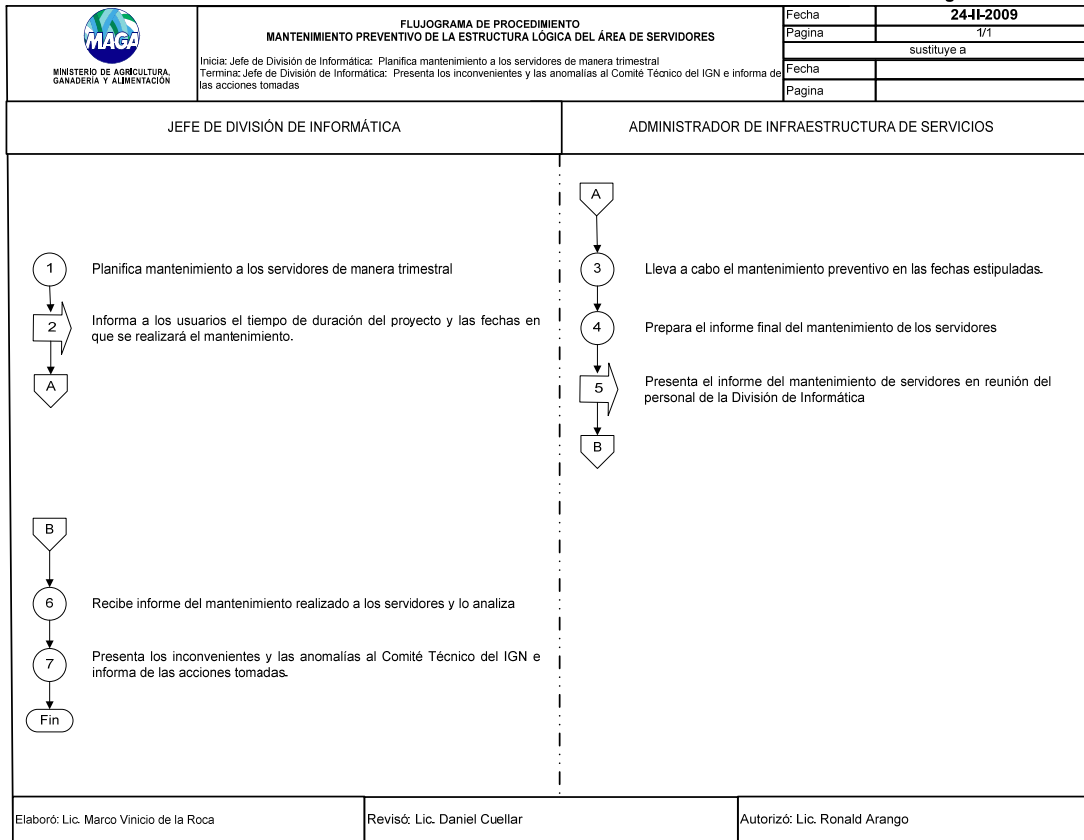 MAGA
MINISTERIO DE AGRICULTURA,
GANADERÍA Y ALIMENTACIÓN
FLUJOGRAMA DE PROCEDIMIENTO
MANTENIMIENTO PREVENTIVO DE LA ESTRUCTURA LÓGICA DEL ÁREA DE SERVIDORES
Inicia: Jefe de División de Informática: Planifica mantenimiento a los servidores de manera trimestral
Termina: Jefe de División de Informática: Presenta los inconvenientes y las anomalías al Comité Técnico del IGN e informa de
las acciones tomadas
Fecha 24-II-2009
Pagina 1/1
sustituye a
Fecha
Pagina
JEFE DE DIVISIÓN DE INFORMÁTICA
ADMINISTRADOR DE INFRAESTRUCTURA DE SERVICIOS
1 Planifica mantenimiento a los servidores de manera trimestral
2 Informa a los usuarios el tiempo de duración del proyecto y las fechas en
que se realizará el mantenimiento.
A
A
3 Lleva a cabo el mantenimiento preventivo en las fechas estipuladas.
4 Prepara el informe final del mantenimiento de los servidores
5 Presenta el informe del mantenimiento de servidores en reunión del
personal de la División de Informática
B
B
6 Recibe informe del mantenimiento realizado a los servidores y lo analiza
7 Presenta los inconvenientes y las anomalías al Comité Técnico del IGN e
informa de las acciones tomadas.
Fin
Elaboró: Lic. Marco Vinicio de la Roca
Revisó: Lic. Daniel Cuellar
Autorizó: Lic. Ronald Arango